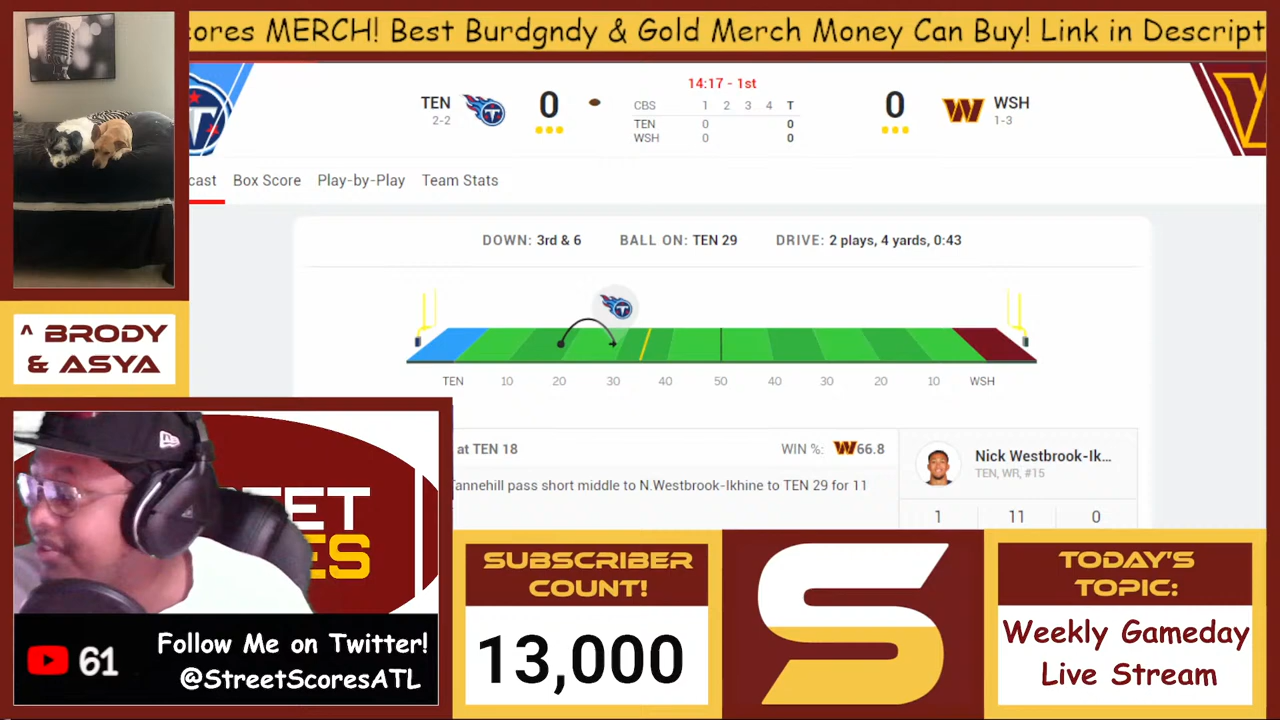 cores MERCH! Best Burdgndy & Gold Merch Money Can Buy! Link in Descript
TEN
2-2
0
14:17 - 1st
CBS 1 2 3 4 T
TEN 0 0
WSH 0 0
0
WSH
1-3
cast Box Score Play-by-Play Team Stats
DOWN: 3rd & 6 BALL ON: TEN 29 DRIVE: 2 plays, 4 yards, 0:43
TEN 10 20 30 40 50 40 30 20 10 WSH
^ BRODY
& ASYA
at TEN 18 WIN %: 66.8
Tannehill pass short middle to N.Westbrook-Ikhine to TEN 29 for 11
Nick Westbrook-Ik...
TEN, WR, #15
1 11 0
EET
ES
61
Follow Me on Twitter!
@StreetScoresATL
SUBSCRIBER
COUNT!
13,000
S
TODAY'S
TOPIC:
Weekly Gameday
Live Stream